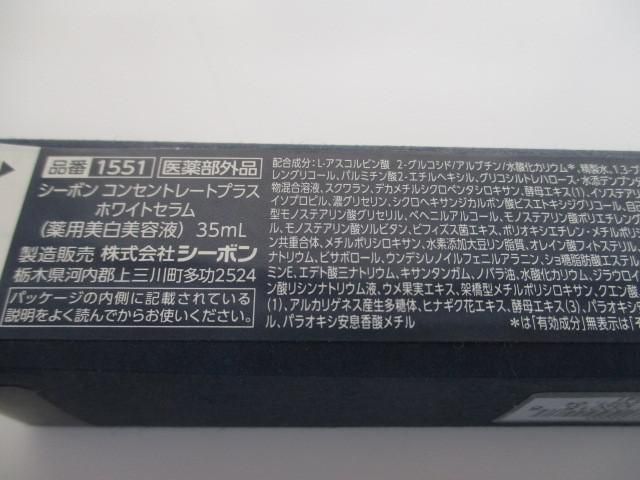 品番 1551 医薬部外品
シーボン コンセントレートプラス
ホワイトセラム
(薬用美白美容液) 35mL
製造販売 株式会社シーボン
栃木県河内郡上三川町多功2524
パッケージの内側に記載されている
説明をよく読んでからお使いください。
配合成分:L-アスコルビン酸 2-グルコシド/アルブチン/水酸化カリウム*、精製水、1,3-ブ
レングリコール、パルミチン酸2-エチルヘキシル、グリコシルトレハロース・水添デンプン分
物混合溶液、スクワラン、デカメチルシクロペンタシロキサン、酵母エキス(1)、イソステアリ
イソプロピル、濃グリセリン、シクロヘキサンジカルボン酸ビスエトキシジグリコール、自己
型モノステアリン酸グリセリル、ベヘニルアルコール、モノステアリン酸ポリエチレング
ル、モノステアリン酸ソルビタン、ビフィズス菌エキス、ポリオキシエチレン・メ
ン共重合体、メチルポリシロキサン、水素添加大豆リン脂質、オレイン酸フィトステリル
ナトリウム、ビサボロール、ウンデシレノイルフェニルアラニン、ショ糖脂肪酸エステ
ミンE、エデト酸三ナトリウム、キサンタンガム、ノバラ油、水酸化ナトリウム、ジラウロイ
ン酸リシンナトリウム液、ウメ果実エキス、架橋型メチルポリシロキサン、クエン酸
(1)、アルカリゲネス産生多糖体、ヒナギク花エキス、酵母エキス(3)、パラオキシ安
ル、パラオキシ安息香酸メチル
*は「有効成分」無表示は「そ